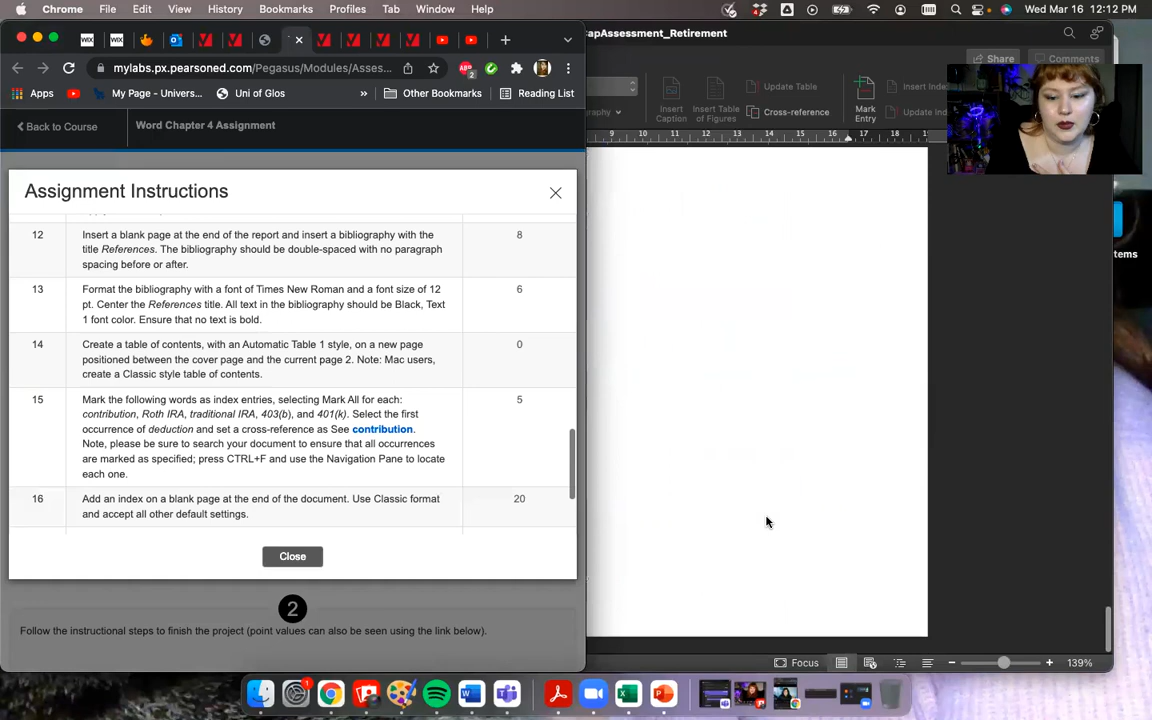 Chrome File Edit View History Bookmarks Profiles Tab Window Help Wed Mar 16 12:12 PM
CapAssessment_Retirement
mylabs.px.pearsoned.com/Pegasus/Modules/Asses...
Apps My Page - Univers... Uni of Glos » Other Bookmarks Reading List
Back to Course Word Chapter 4 Assignment
Assignment Instructions
12 Insert a blank page at the end of the report and insert a bibliography with the 8
title References. The bibliography should be double-spaced with no paragraph
spacing before or after.
13 Format the bibliography with a font of Times New Roman and a font size of 12 6
pt. Center the References title. All text in the bibliography should be Black, Text
1 font color. Ensure that no text is bold.
14 Create a table of contents, with an Automatic Table 1 style, on a new page 0
positioned between the cover page and the current page 2. Note: Mac users,
create a Classic style table of contents.
15 Mark the following words as index entries, selecting Mark All for each: 5
contribution, Roth IRA, traditional IRA, 403(b), and 401(k). Select the first
occurrence of deduction and set a cross-reference as See contribution.
Note, please be sure to search your document to ensure that all occurrences
are marked as specified; press CTRL+F and use the Navigation Pane to locate
each one.
16 Add an index on a blank page at the end of the document. Use Classic format 20
and accept all other default settings.
Close
2
Follow the instructional steps to finish the project (point values can also be seen using the link below).
Share Comments
graphy
Insert
Caption
Insert Table
of Figures
Update Table
Cross-reference
Mark
Entry
Insert Inde
Update Ind
9 10 11 12 13 14 15 16 17 18
tems
Focus 139%